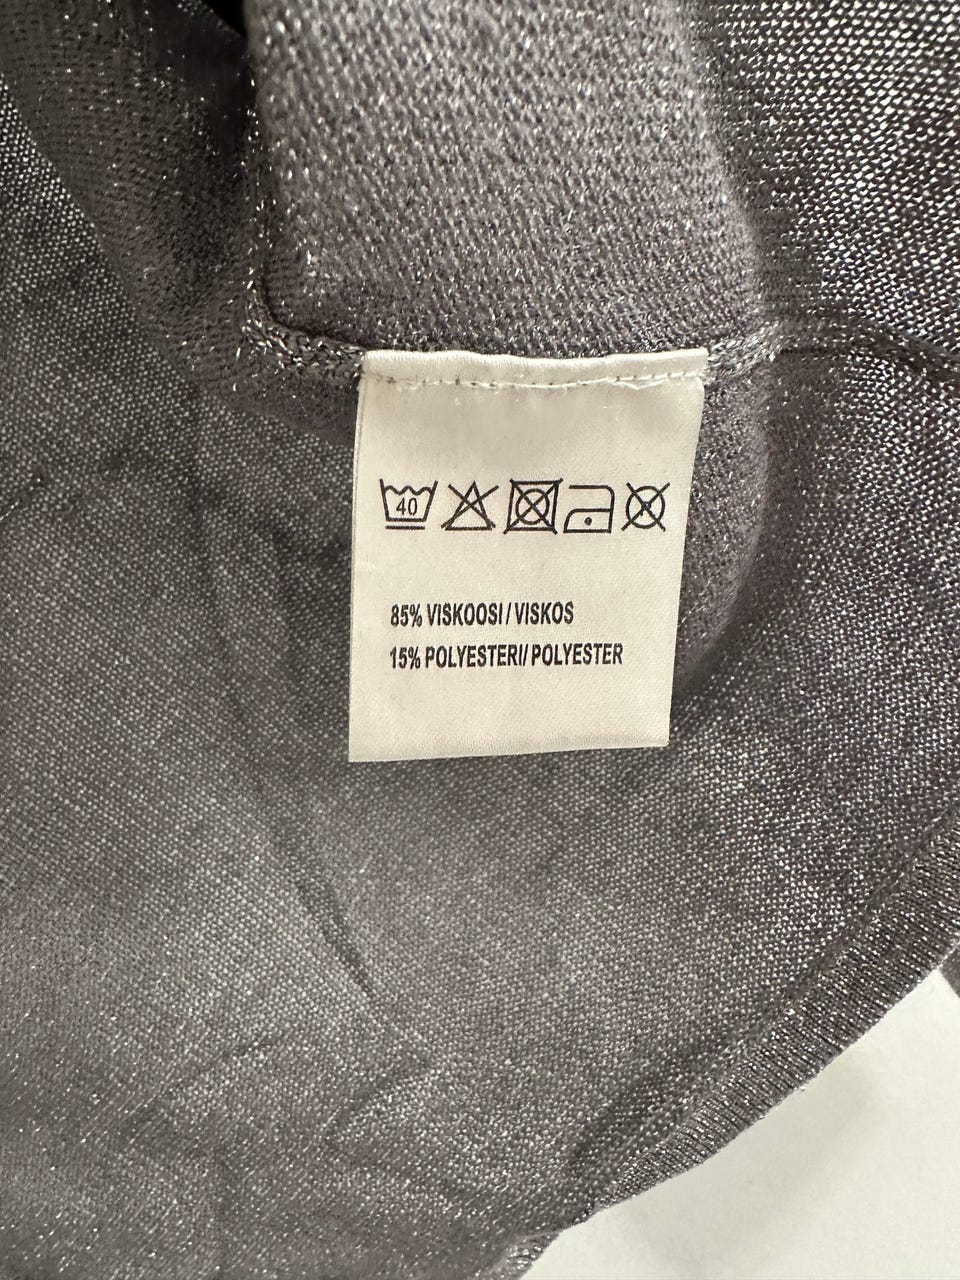 40
85% VISKOOSI/VISKOS
15% POLYESTERI/POLYESTER